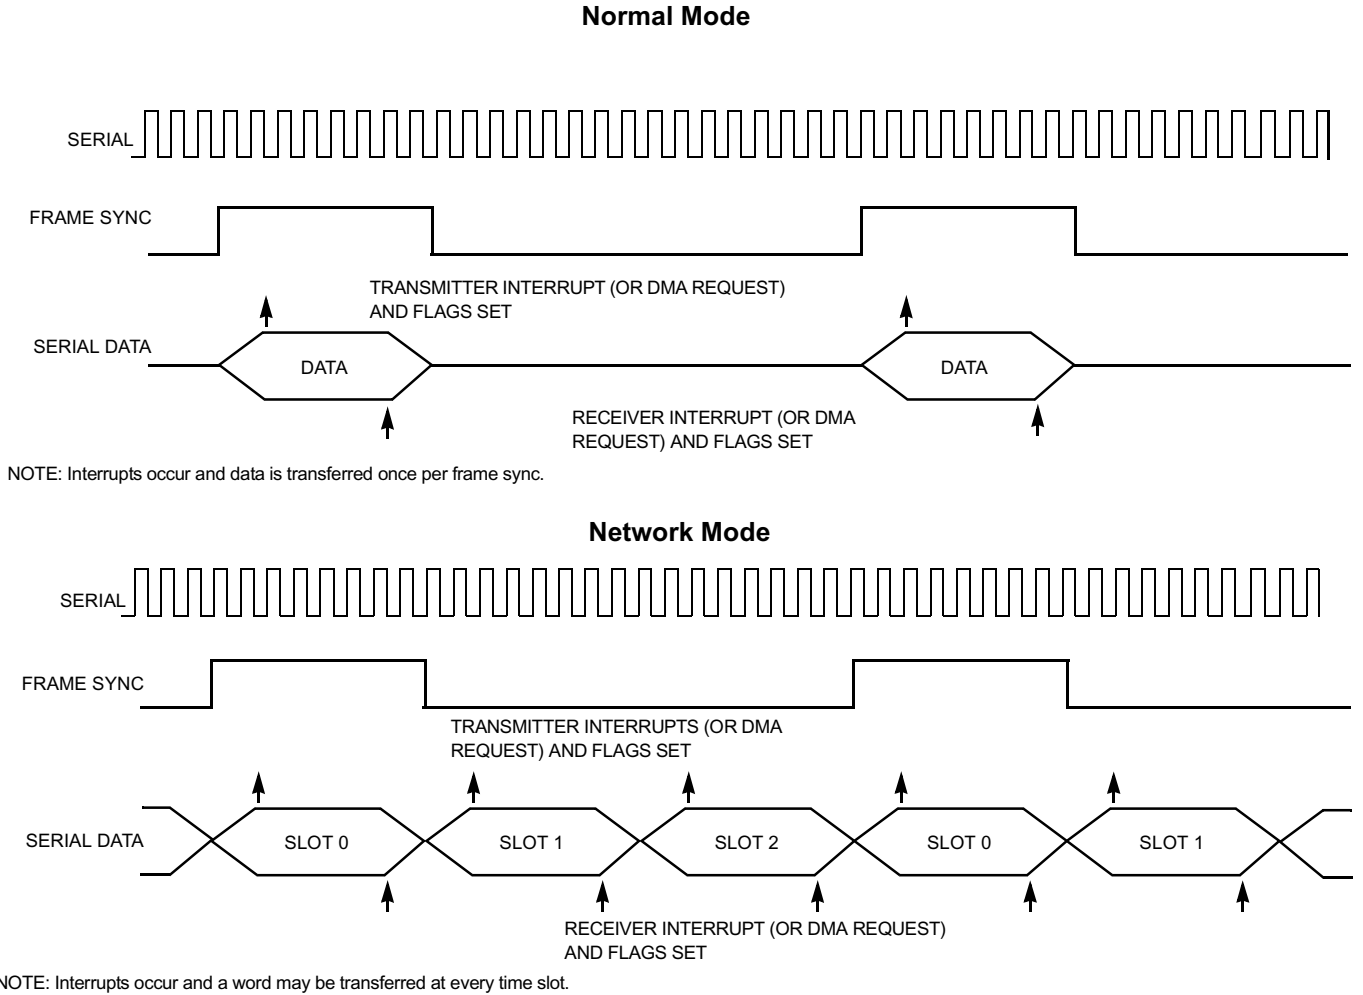 Normal Mode
SERIAL
FRAME SYNC
TRANSMITTER INTERRUPT (OR DMA REQUEST)
AND FLAGS SET
SERIAL DATA
DATA
DATA
RECEIVER INTERRUPT (OR DMA
REQUEST) AND FLAGS SET
NOTE: Interrupts occur and data is transferred once per frame sync.
Network Mode
SERIAL
FRAME SYNC
TRANSMITTER INTERRUPTS (OR DMA
REQUEST) AND FLAGS SET
SERIAL DATA
SLOT 0
SLOT 1
SLOT 2
SLOT 0
SLOT 1
RECEIVER INTERRUPT (OR DMA REQUEST)
AND FLAGS SET
NOTE: Interrupts occur and a word may be transferred at every time slot.